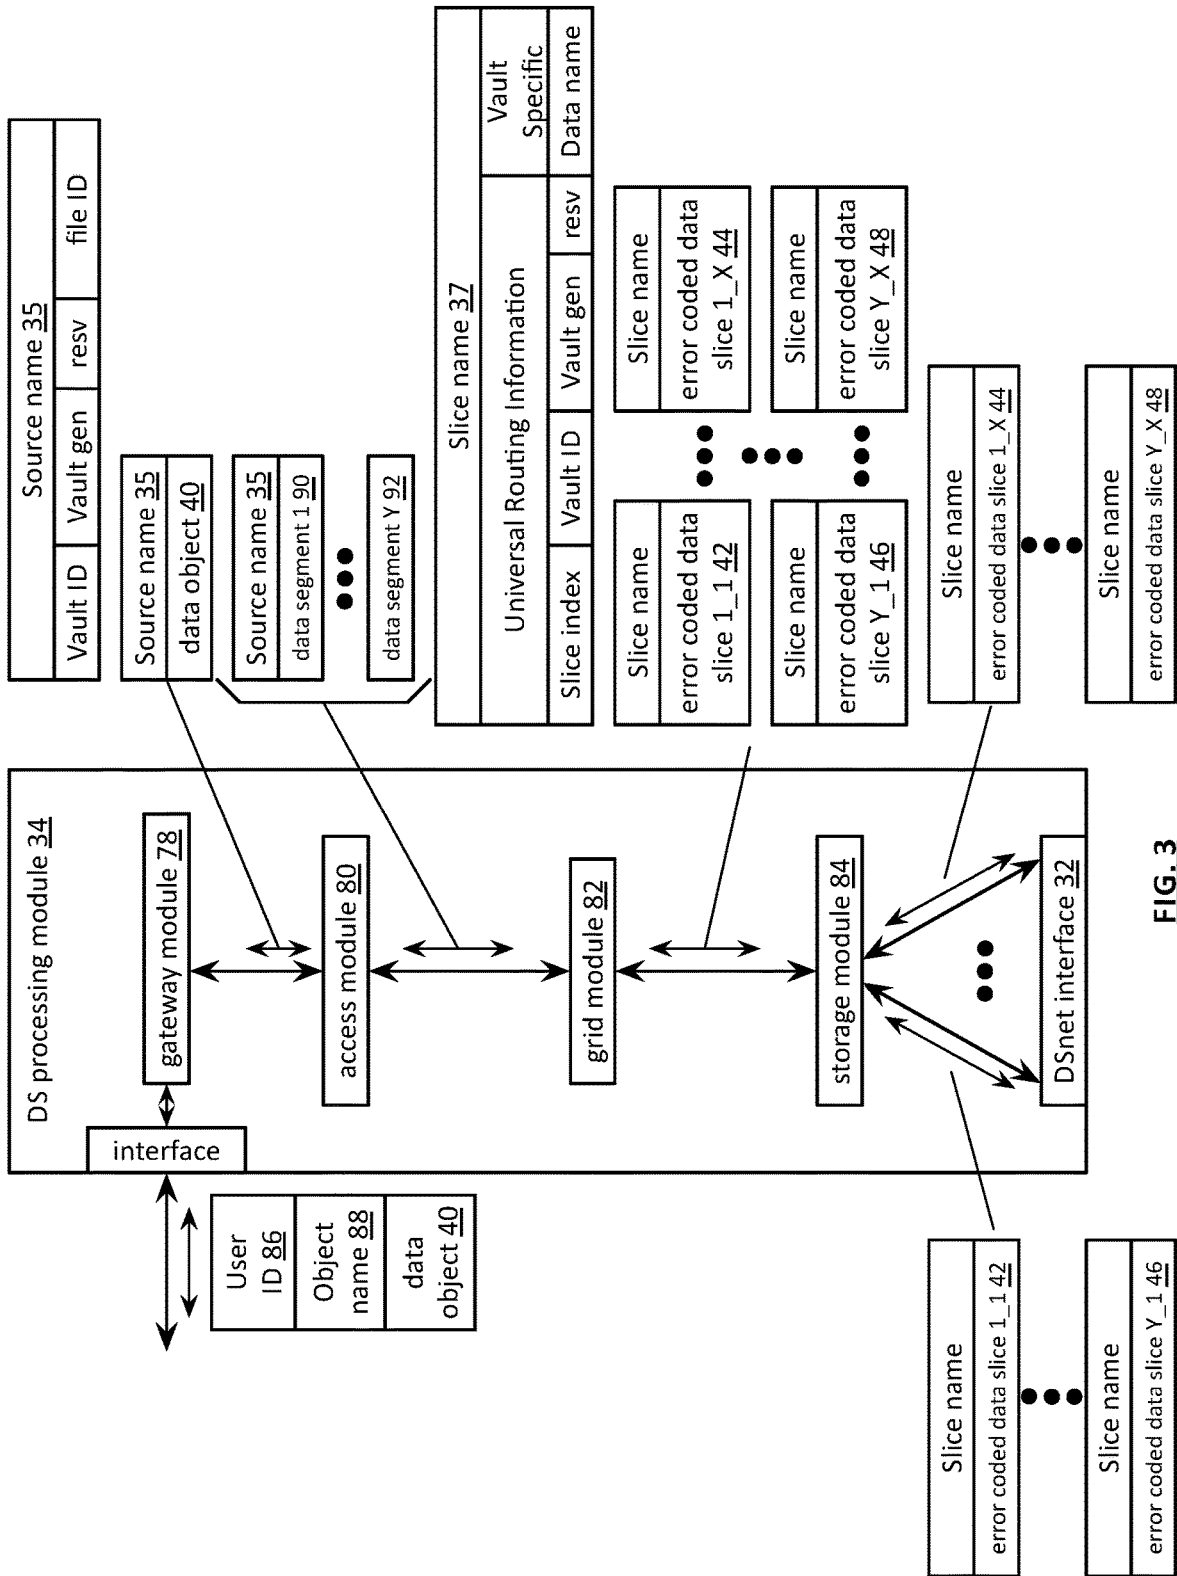 DS processing module 34
interface
gateway module 78
access module 80
grid module 82
storage module 84
DSnet interface 32
User
ID 86
Object
name 88
data
object 40
Source name 35
Vault ID
Vault gen
resv
file ID
Source name 35
data object 40
Source name 35
data segment 1 90
data segment Y 92
Slice name 37
Universal Routing Information
Vault
Specific
Slice index
Vault ID
Vault gen
resv
Data name
Slice name
error coded data
slice 1_1 42
Slice name
error coded data
slice 1_X 44
Slice name
error coded data
slice Y_1 46
Slice name
error coded data
slice Y_X 48
Slice name
error coded data slice 1_1 42
Slice name
error coded data slice Y_1 46
Slice name
error coded data slice 1_X 44
Slice name
error coded data slice Y_X 48
FIG. 3